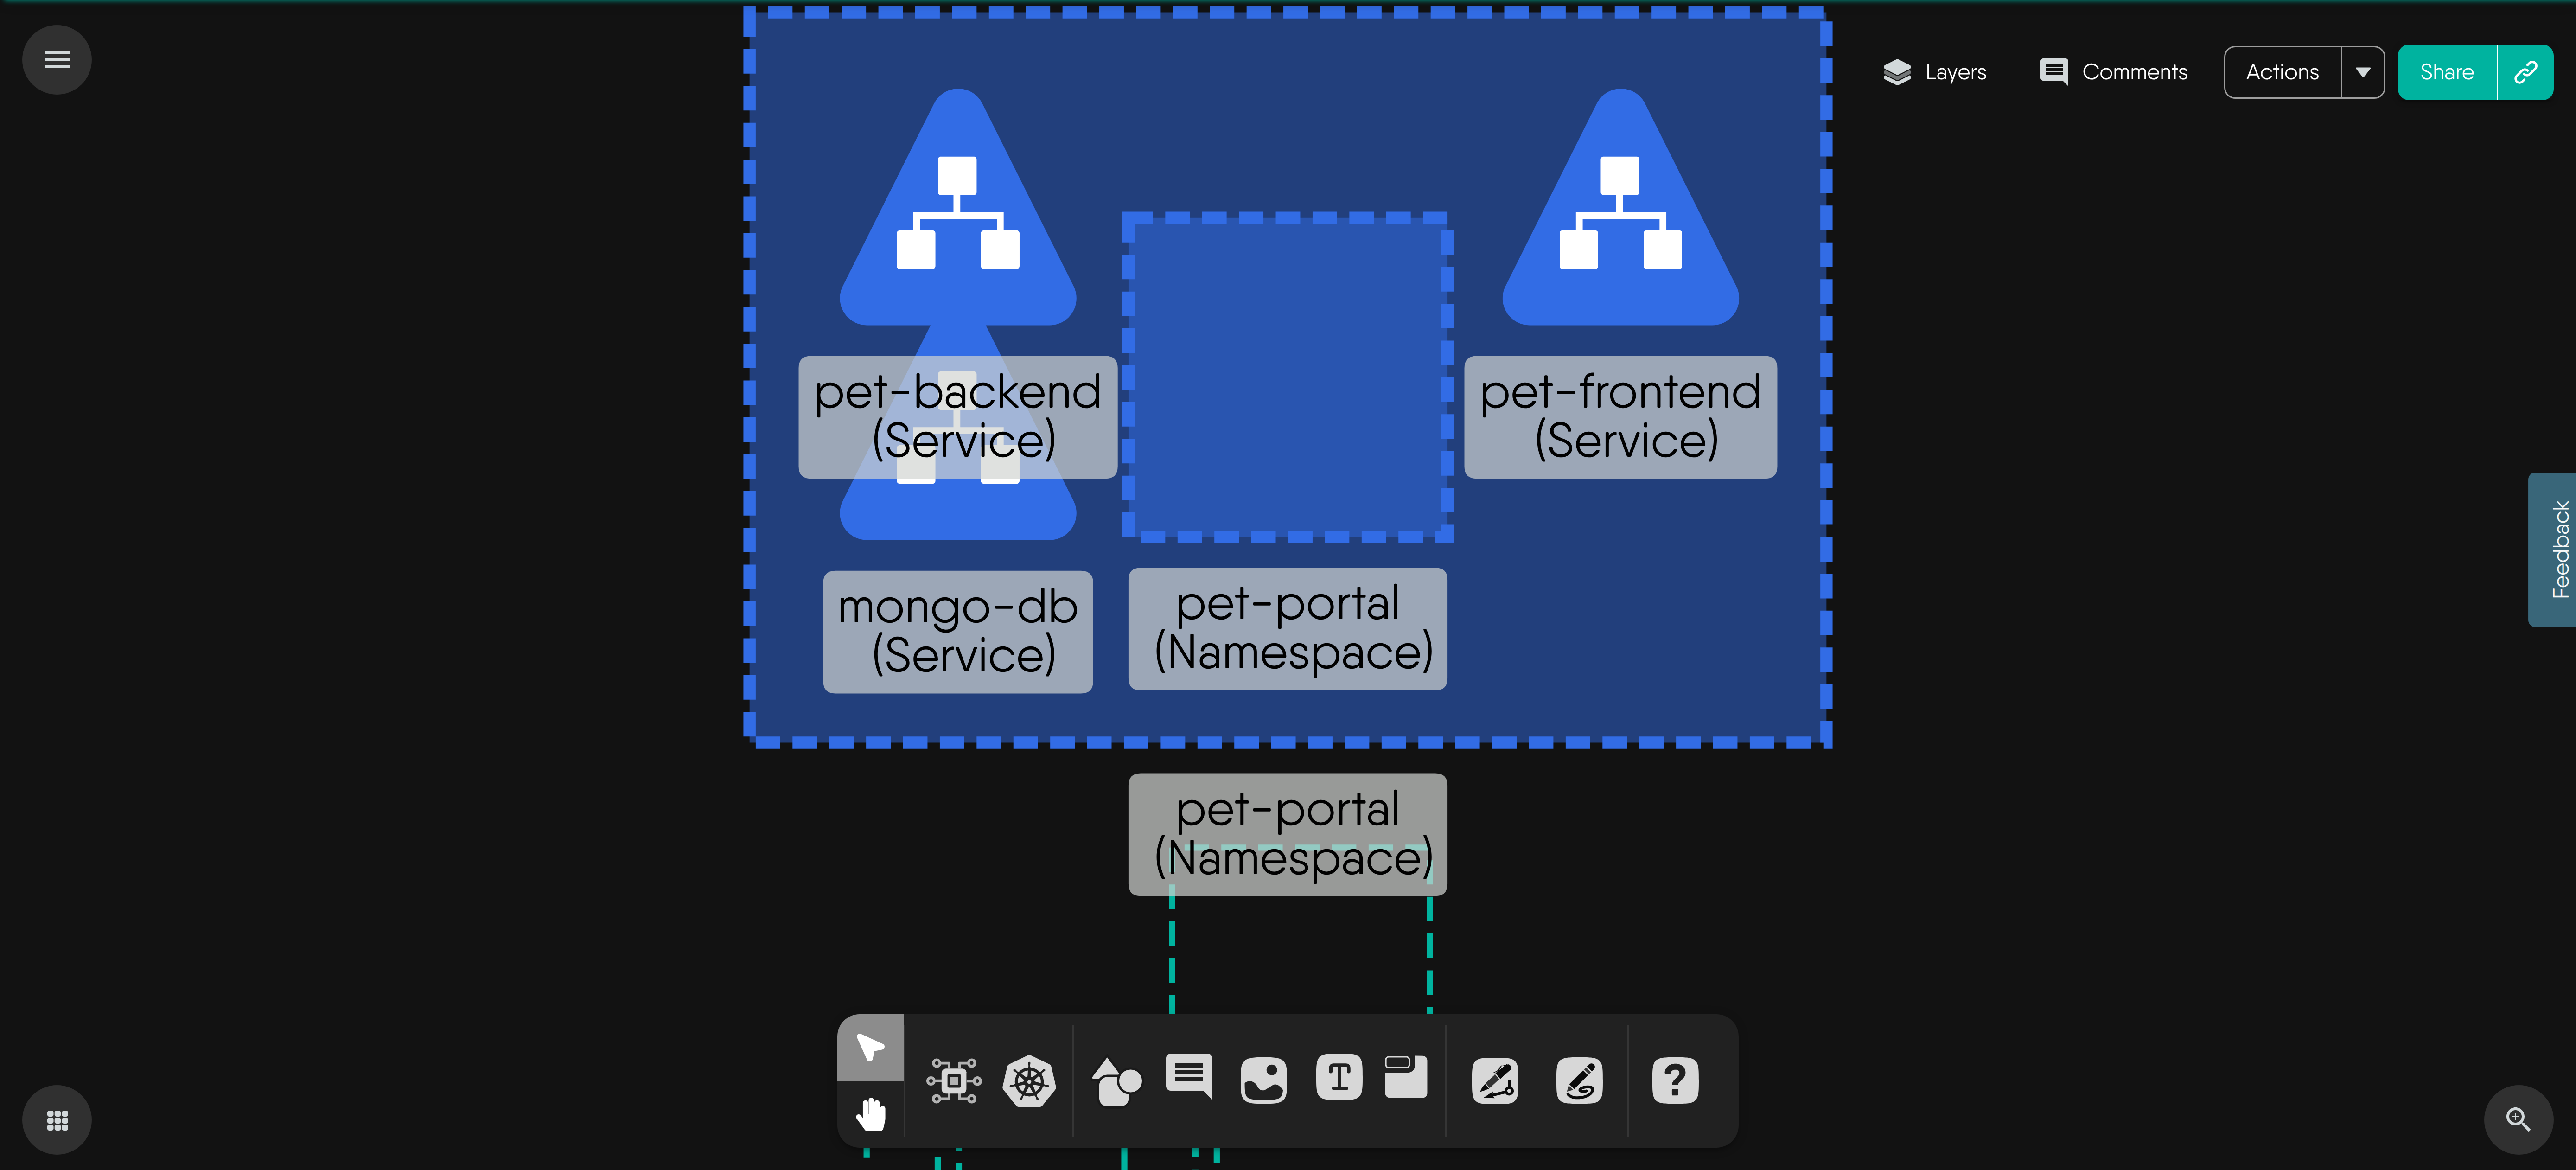 Layers
Comments
Actions
Share
pet-backend
(Service)
pet-frontend
(Service)
mongo-db
(Service)
pet-portal
(Namespace)
pet-portal
(Namespace)
Feedback
T
?